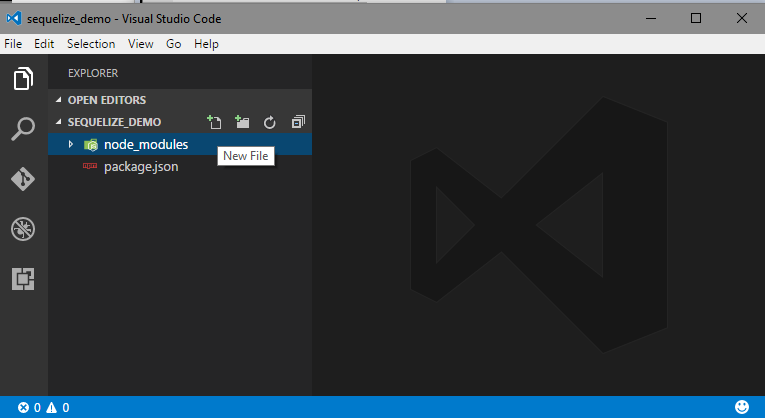 sequelize_demo - Visual Studio Code
File Edit Selection View Go Help
EXPLORER
OPEN EDITORS
SEQUELIZE_DEMO
node_modules
New File
package.json
0 0